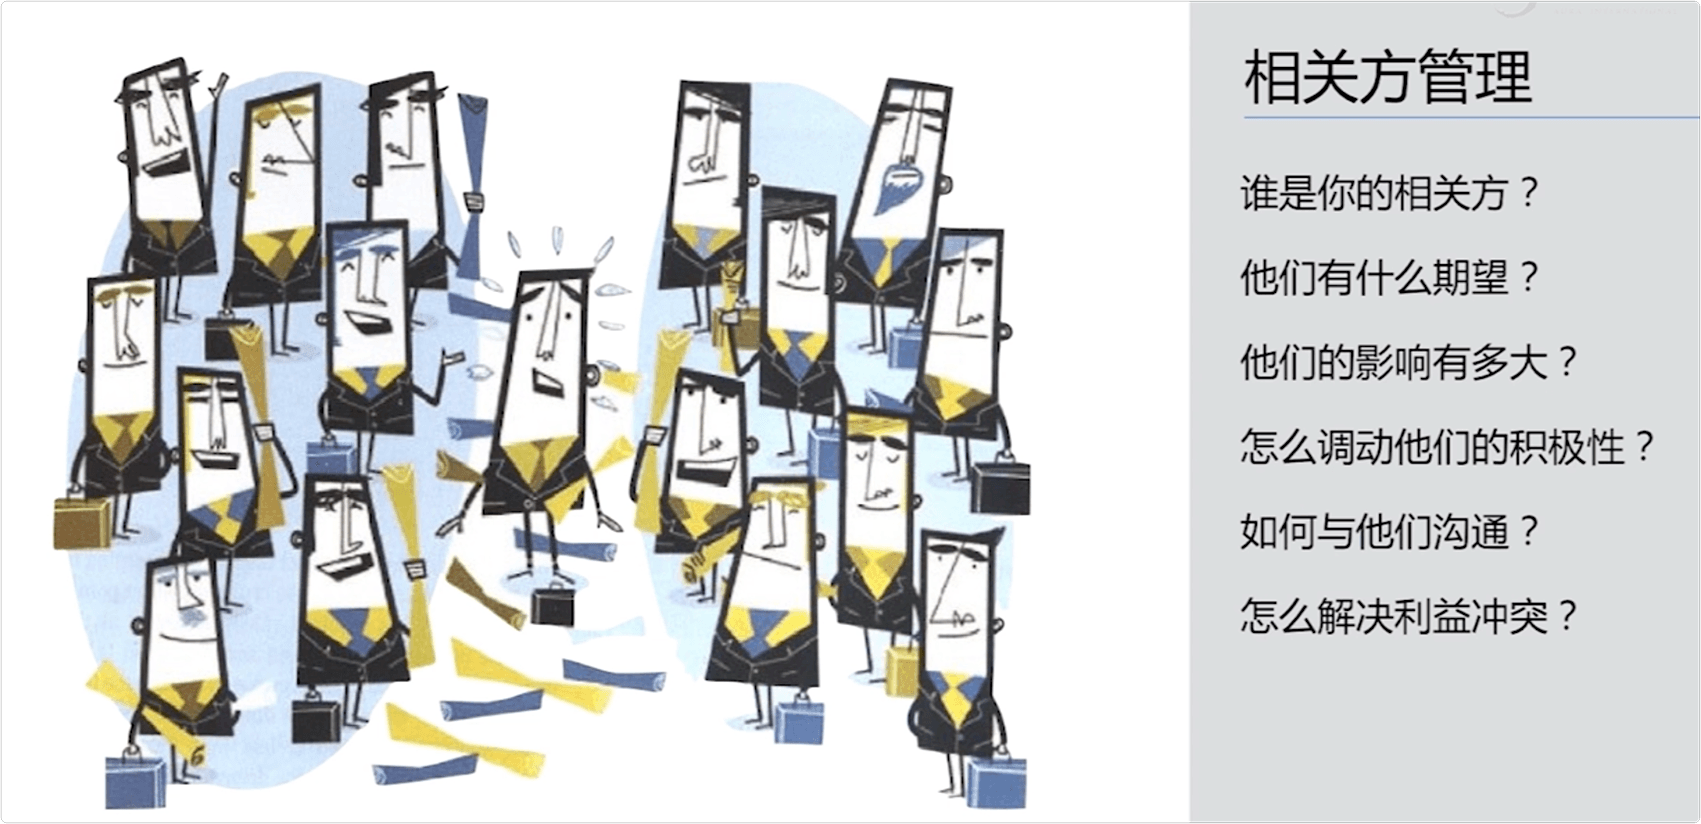 相关方管理
谁是你的相关方？
他们有什么期望？
他们的影响有多大？
怎么调动他们的积极性？
如何与他们沟通？
怎么解决利益冲突？